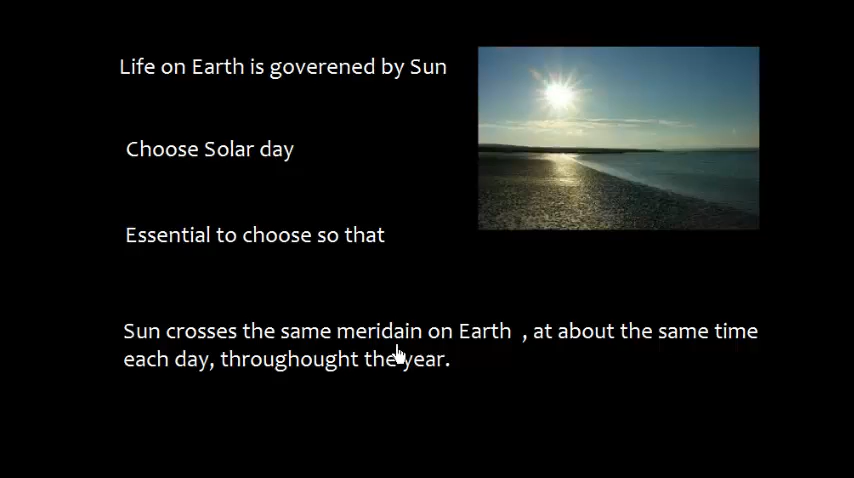 Life on Earth is goverened by Sun
Choose Solar day
Essential to choose so that
Sun crosses the same meridain on Earth , at about the same time
each day, throughought the year.